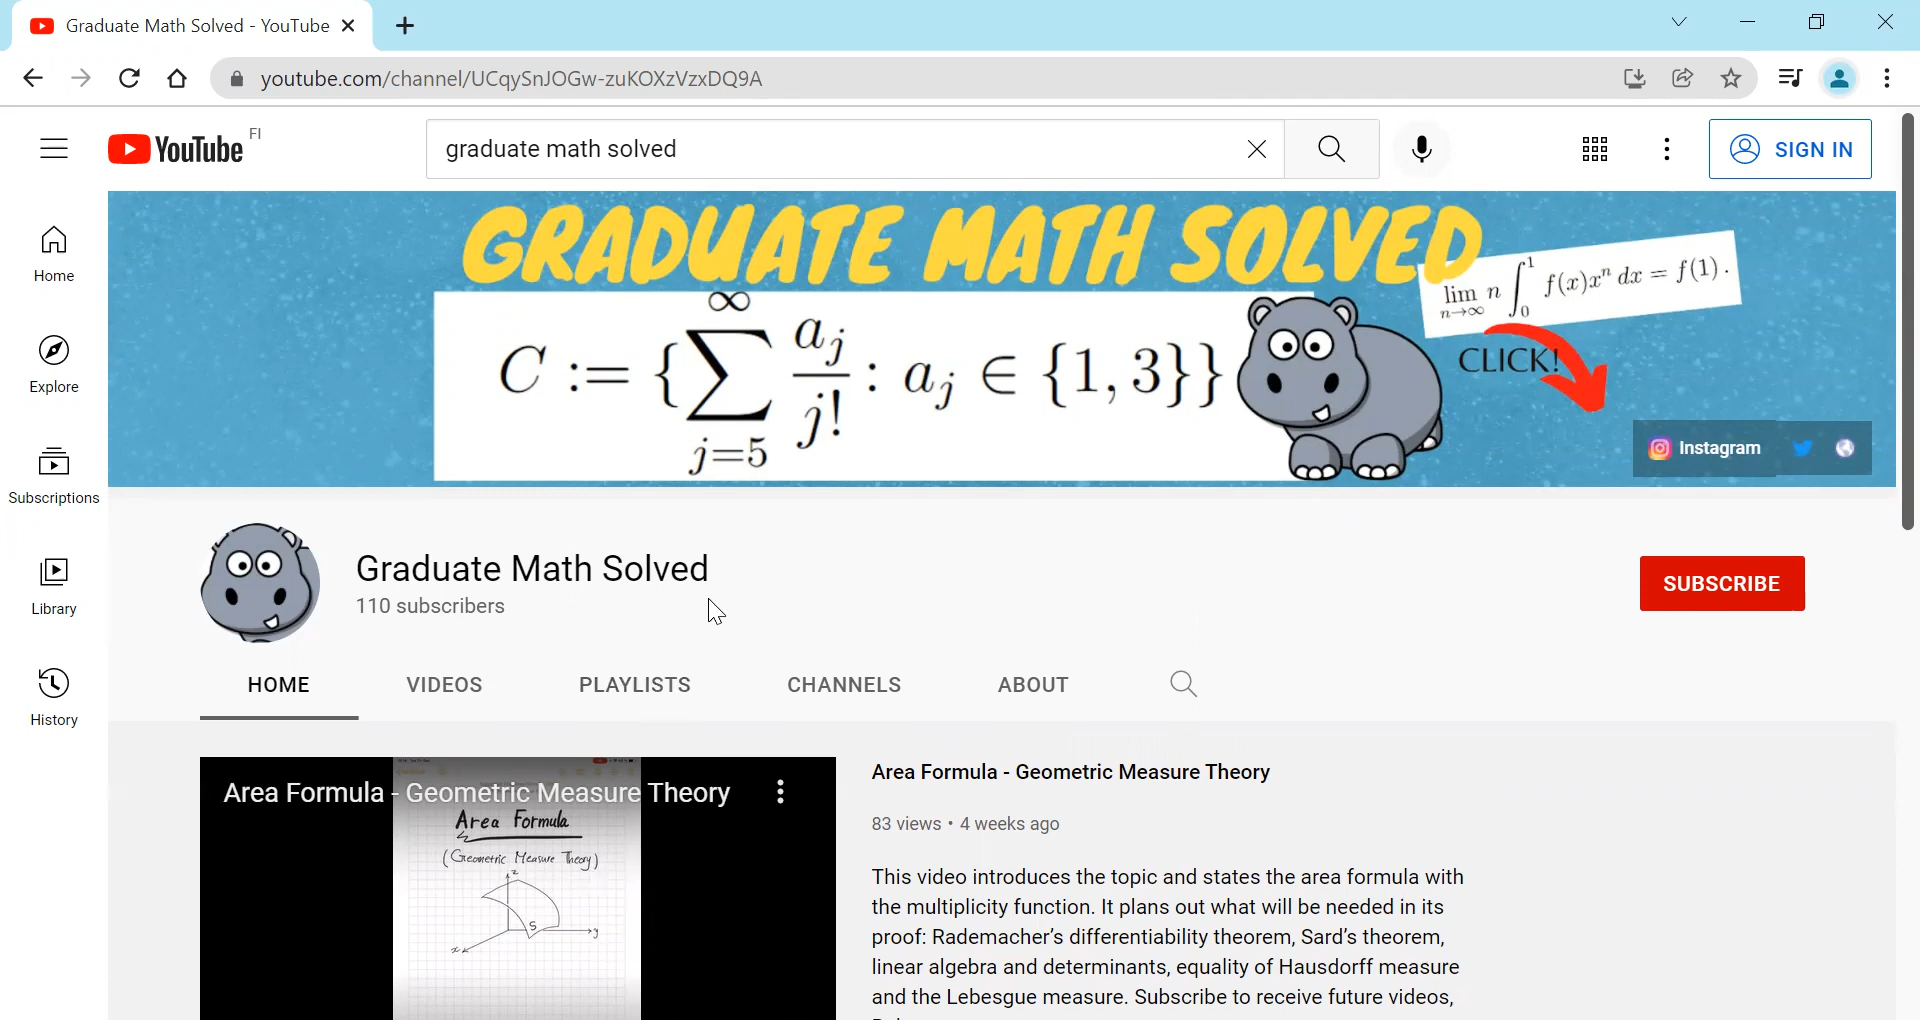 Graduate Math Solved - YouTube
youtube.com/channel/UCqySnJOGw-zuKOXzVzxDQ9A
YouTube FI
graduate math solved
SIGN IN
Home
Explore
Subscriptions
Library
History
GRADUATE MATH SOLVED
lim n→∞ n ∫₀¹ f(x)xⁿ dx = f(1).
C := {∑_{j=5}^{∞} a_j/j! : a_j ∈ {1, 3}}
CLICK!
Instagram
Graduate Math Solved
110 subscribers
SUBSCRIBE
HOME VIDEOS PLAYLISTS CHANNELS ABOUT
Area Formula - Geometric Measure Theory
Area Formula
(Geometric Measure Theory)
z
S
y
x
Area Formula - Geometric Measure Theory
83 views • 4 weeks ago
This video introduces the topic and states the area formula with
the multiplicity function. It plans out what will be needed in its
proof: Rademacher's differentiability theorem, Sard's theorem,
linear algebra and determinants, equality of Hausdorff measure
and the Lebesgue measure. Subscribe to receive future videos,